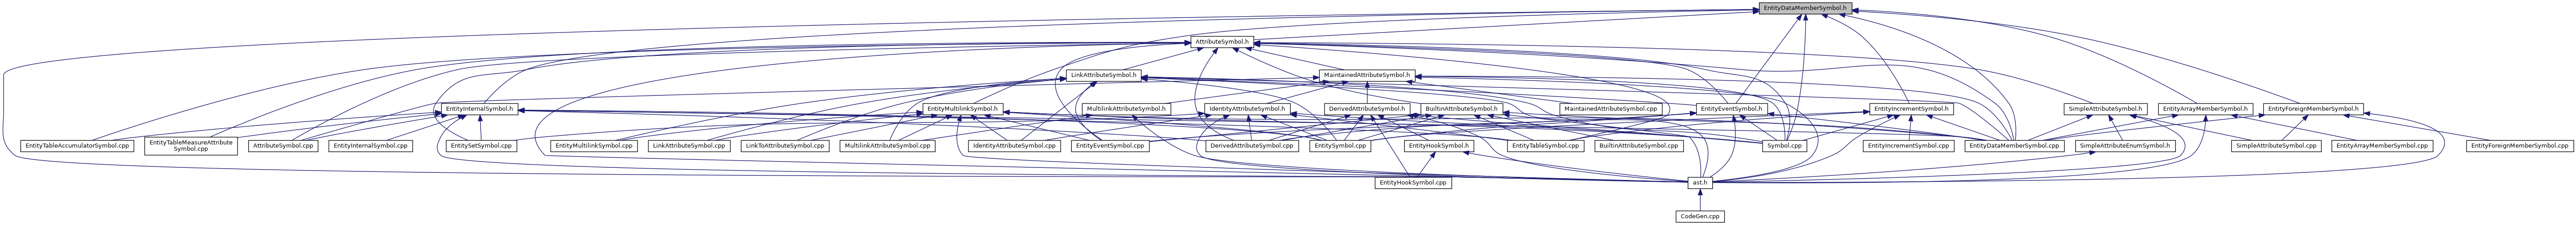 EntityDataMemberSymbol.h
AttributeSymbol.h
LinkAttributeSymbol.h
MaintainedAttributeSymbol.h
EntityInternalSymbol.h
EntityMultilinkSymbol.h
MultilinkAttributeSymbol.h
IdentityAttributeSymbol.h
DerivedAttributeSymbol.h
BuiltinAttributeSymbol.h
MaintainedAttributeSymbol.cpp
EntityEventSymbol.h
EntityIncrementSymbol.h
SimpleAttributeSymbol.h
EntityArrayMemberSymbol.h
EntityForeignMemberSymbol.h
EntityTableAccumulatorSymbol.cpp
EntityTableMeasureAttribute
Symbol.cpp
AttributeSymbol.cpp
EntityInternalSymbol.cpp
EntitySetSymbol.cpp
EntityMultilinkSymbol.cpp
LinkAttributeSymbol.cpp
LinkToAttributeSymbol.cpp
MultilinkAttributeSymbol.cpp
IdentityAttributeSymbol.cpp
EntityEventSymbol.cpp
DerivedAttributeSymbol.cpp
EntitySymbol.cpp
EntityHookSymbol.h
EntityTableSymbol.cpp
BuiltinAttributeSymbol.cpp
Symbol.cpp
EntityIncrementSymbol.cpp
EntityDataMemberSymbol.cpp
SimpleAttributeEnumSymbol.h
SimpleAttributeSymbol.cpp
EntityArrayMemberSymbol.cpp
EntityForeignMemberSymbol.cpp
EntityHookSymbol.cpp
ast.h
CodeGen.cpp